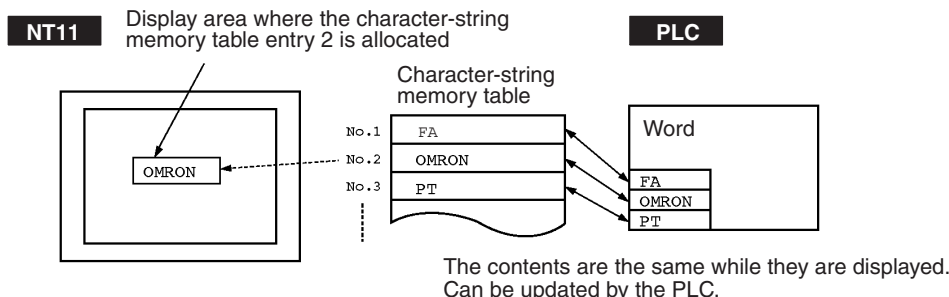 NT11
Display area where the character-string
memory table entry 2 is allocated
PLC
Character-string
memory table
OMRON
No.1 FA
No.2 OMRON
No.3 PT
Word
FA
OMRON
PT
The contents are the same while they are displayed.
Can be updated by the PLC.